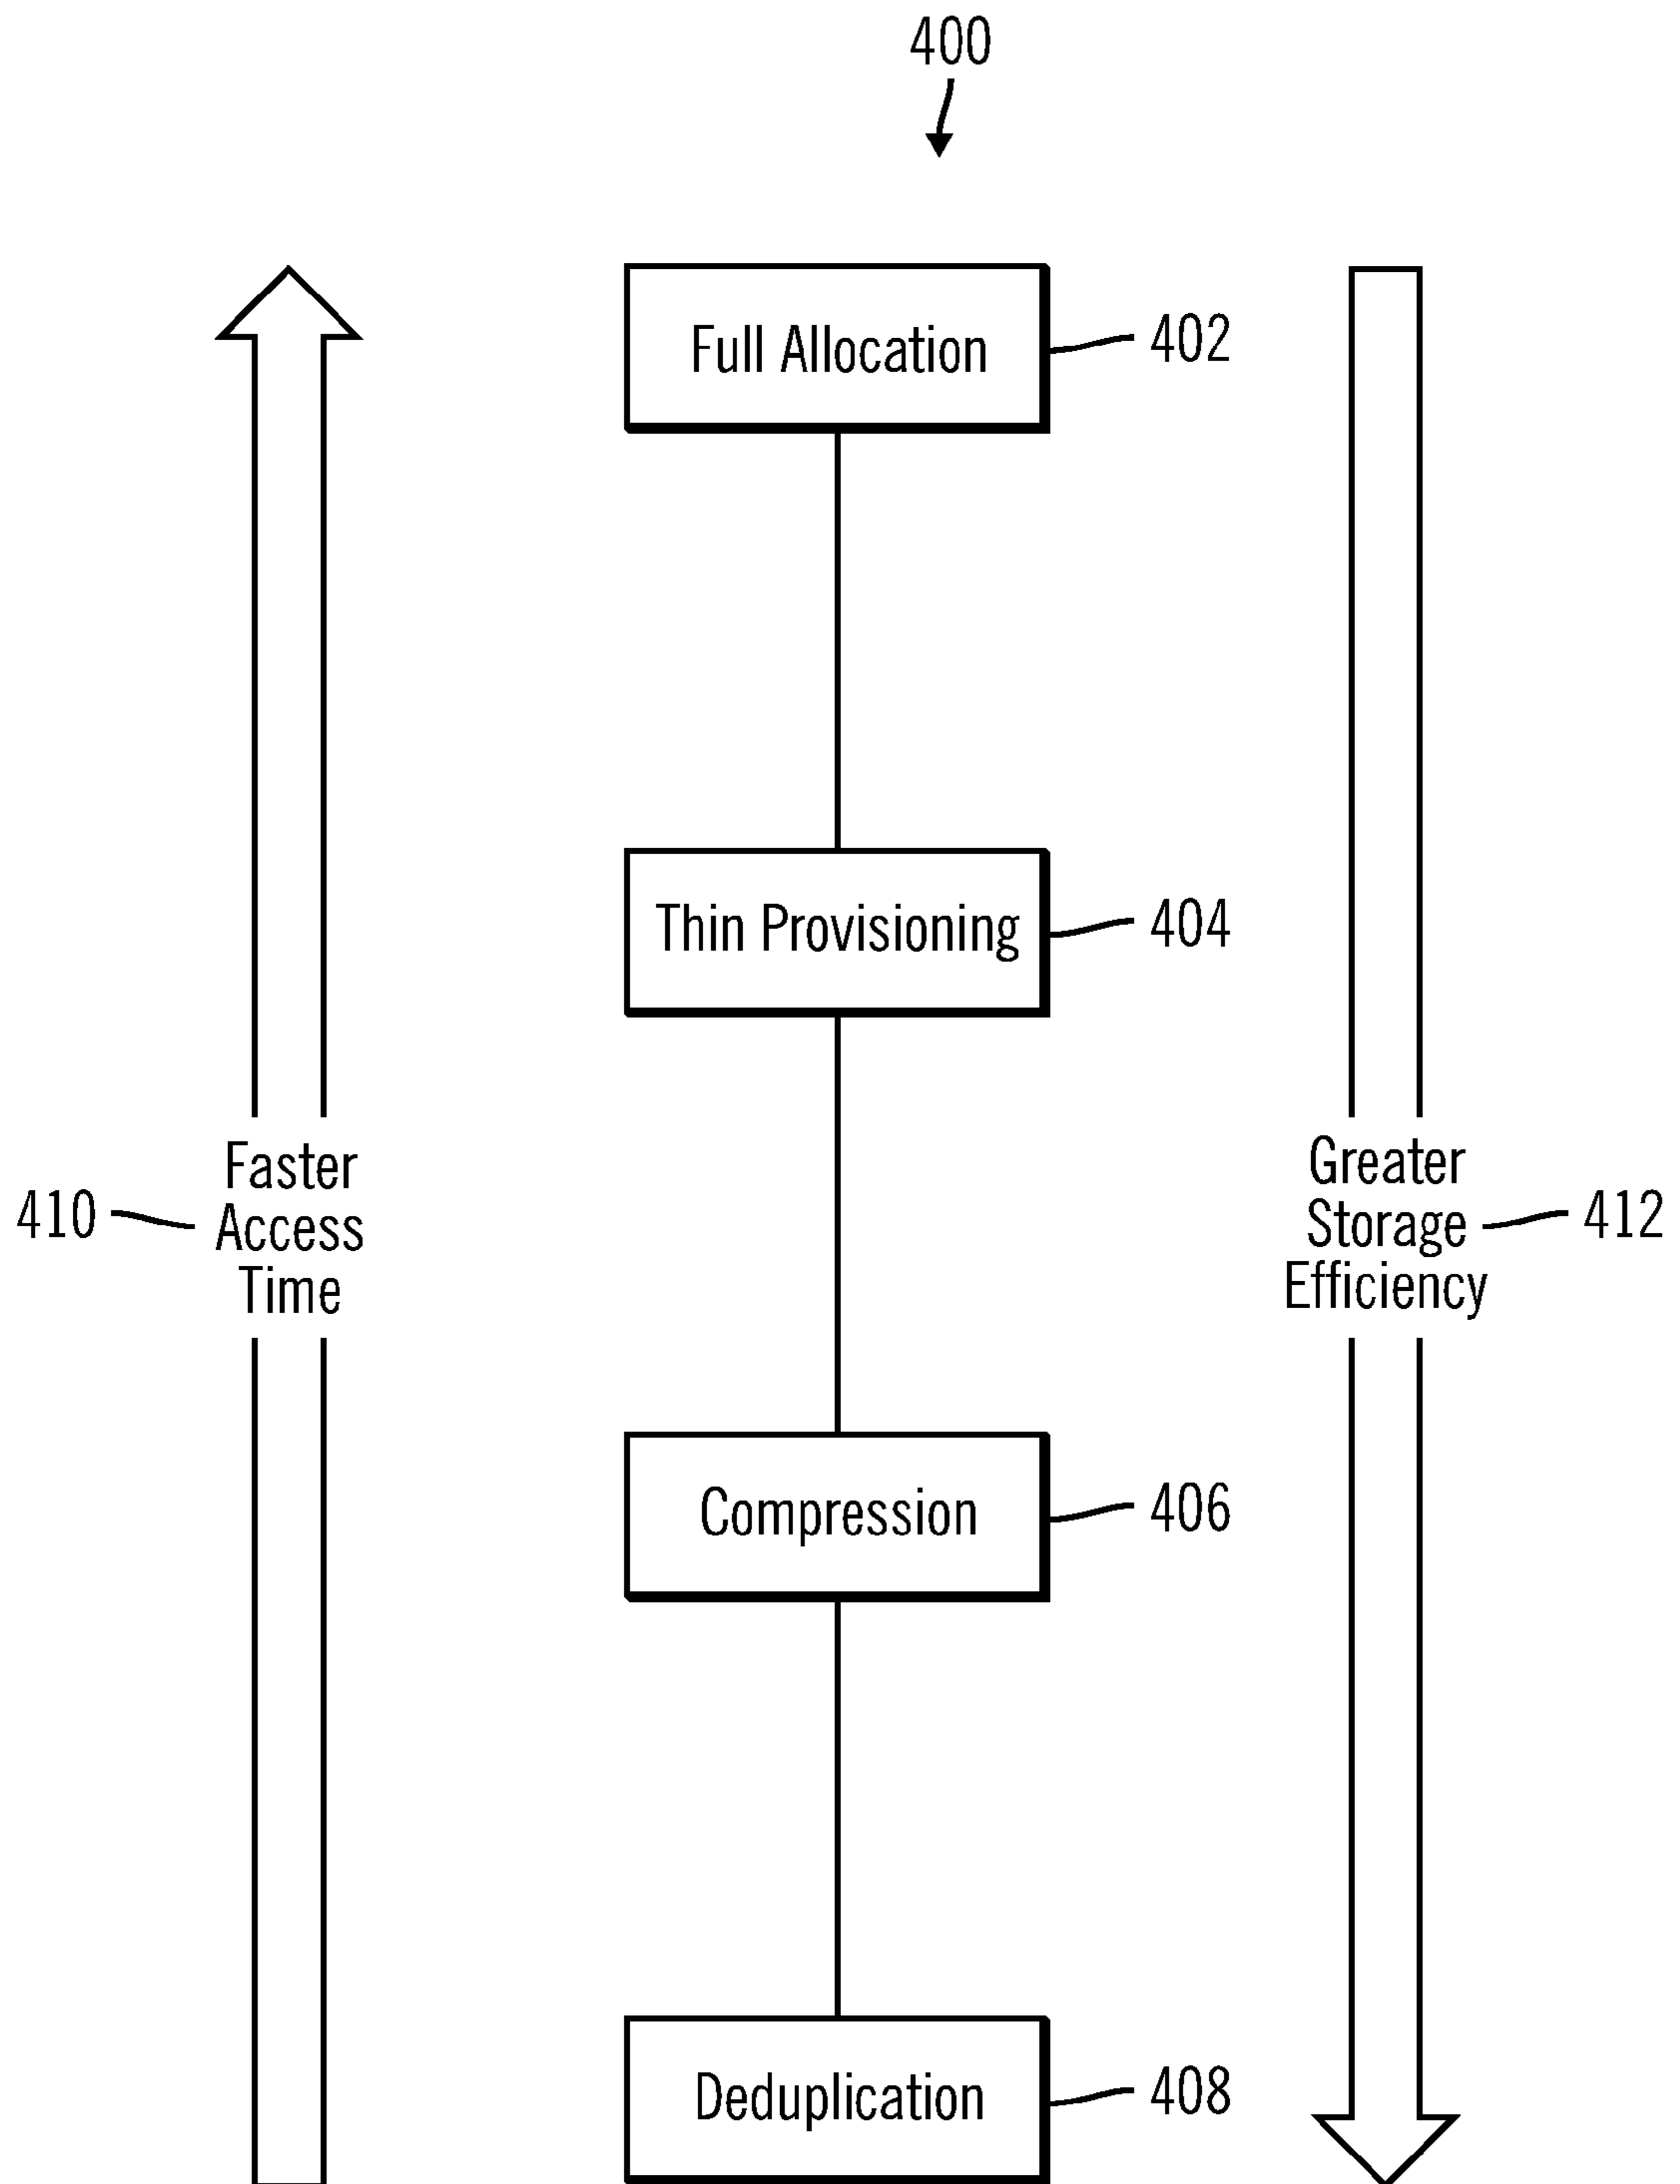 400
Full Allocation
402
Thin Provisioning
404
Faster
Access
Time
410
Greater
Storage
Efficiency
412
Compression
406
Deduplication
408